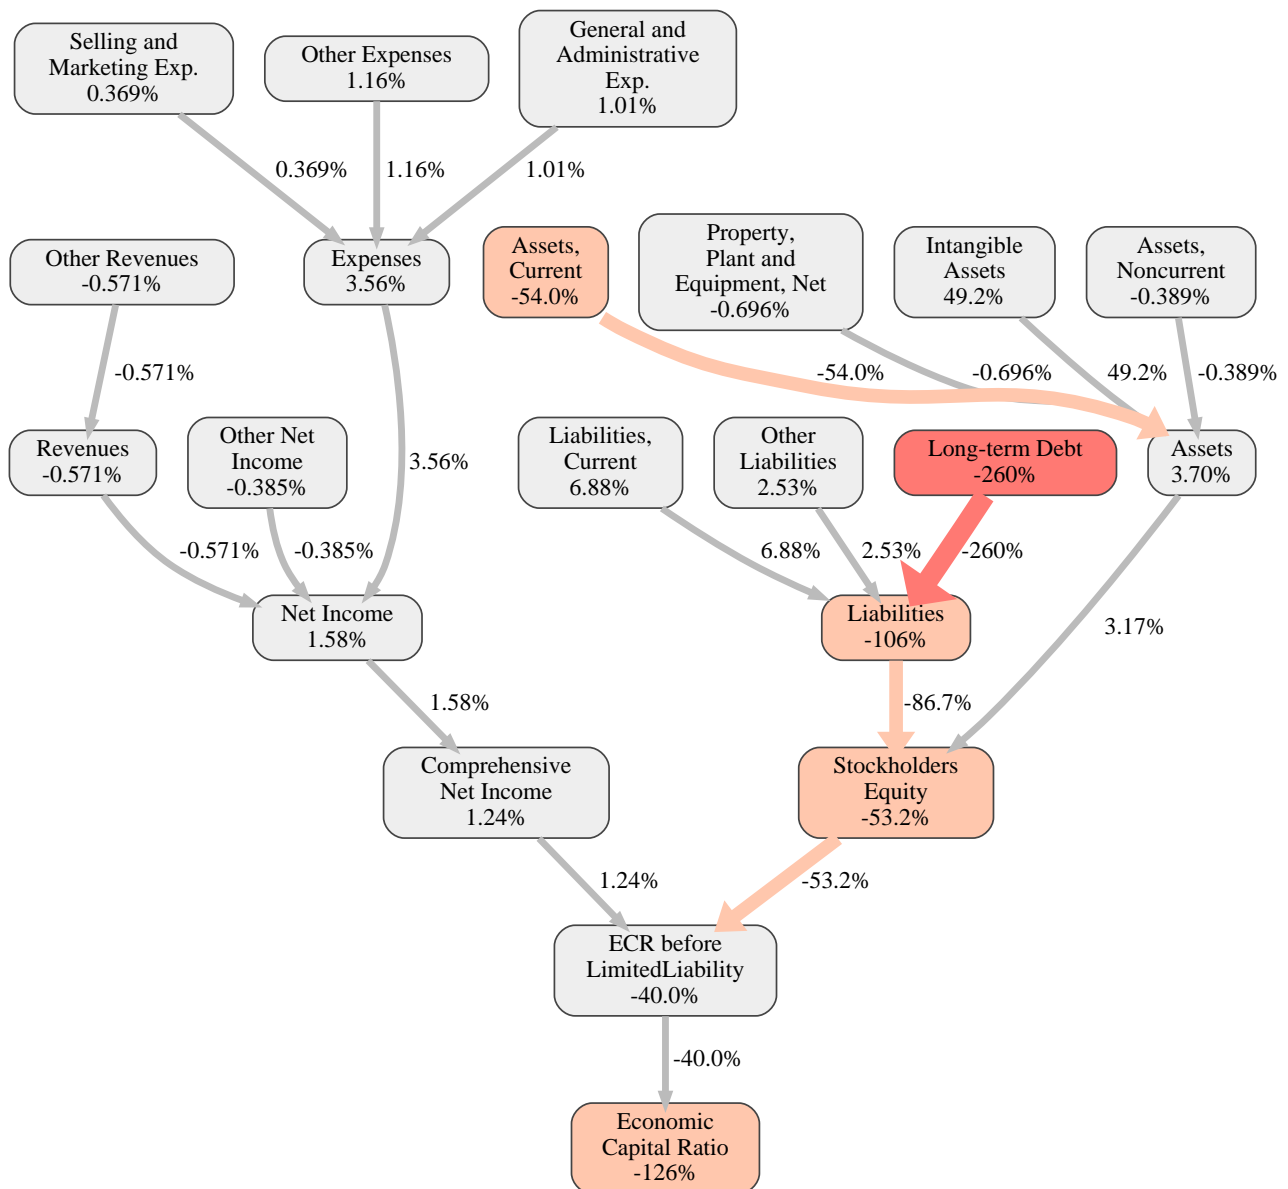 Selling and
Marketing Exp.
0.369%
Other Expenses
1.16%
General and
Administrative
Exp.
1.01%
0.369%
1.16%
1.01%
Other Revenues
-0.571%
Expenses
3.56%
Assets,
Current
-54.0%
Property,
Plant and
Equipment, Net
-0.696%
Intangible
Assets
49.2%
Assets,
Noncurrent
-0.389%
-0.571%
-54.0%
-0.696%
49.2%
-0.389%
Revenues
-0.571%
Other Net
Income
-0.385%
3.56%
Liabilities,
Current
6.88%
Other
Liabilities
2.53%
Long-term Debt
-260%
Assets
3.70%
-0.571%
-0.385%
6.88%
2.53%
-260%
Net Income
1.58%
Liabilities
-106%
3.17%
1.58%
-86.7%
Comprehensive
Net Income
1.24%
Stockholders
Equity
-53.2%
1.24%
-53.2%
ECR before
LimitedLiability
-40.0%
-40.0%
Economic
Capital Ratio
-126%